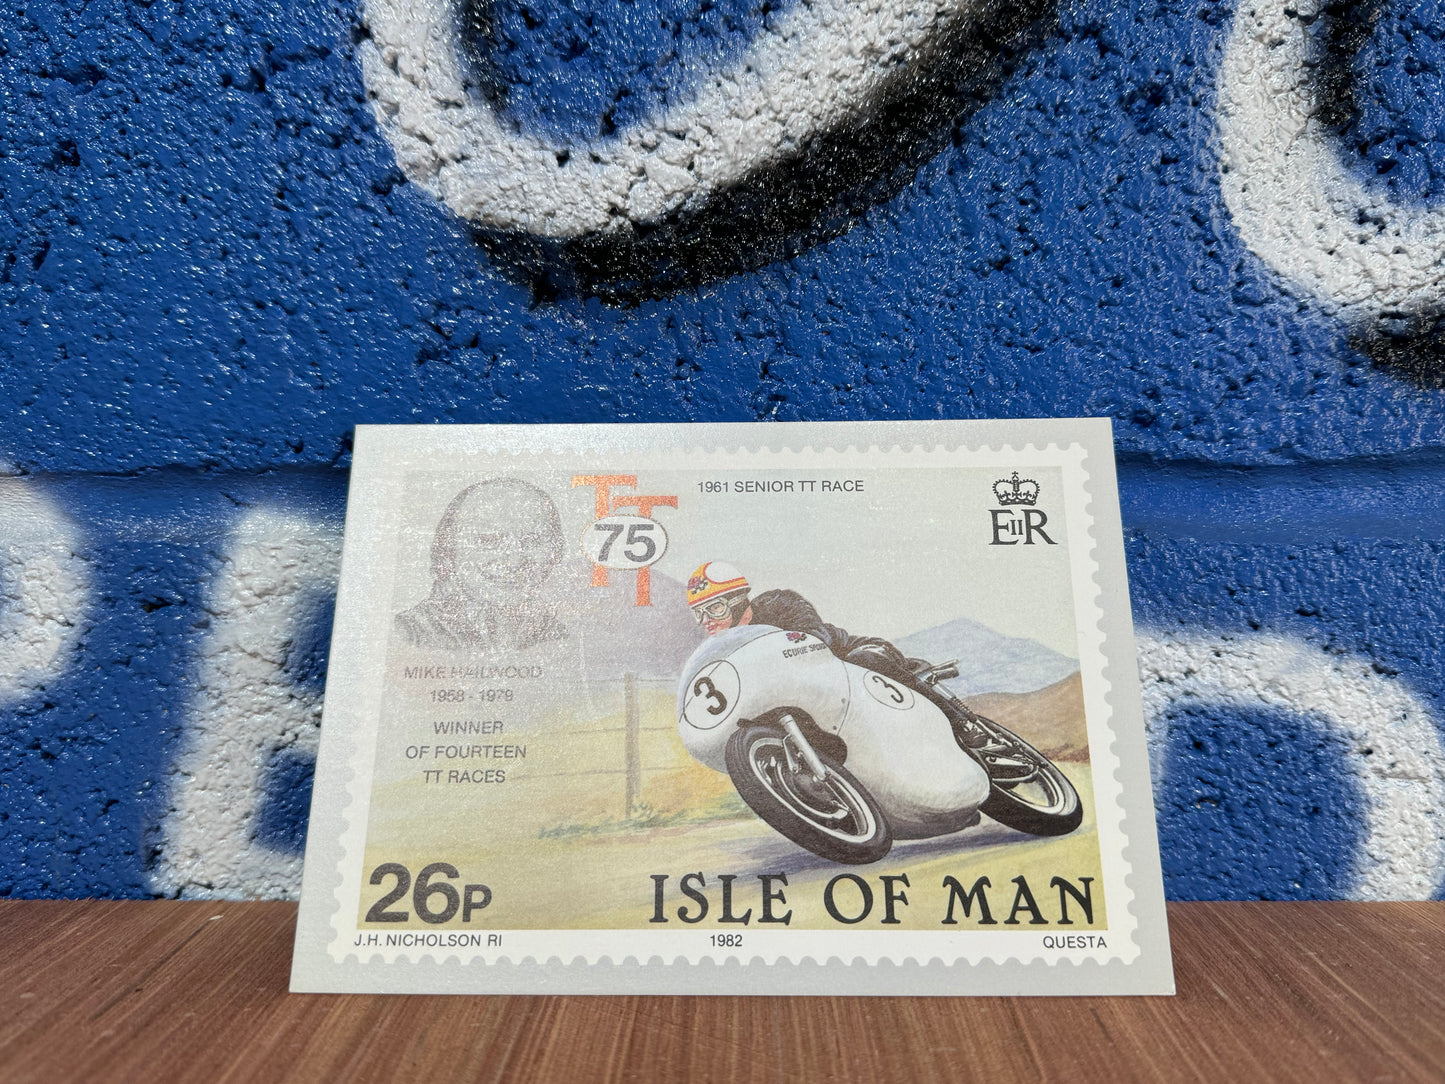 1961 SENIOR TT RACE
TT
75
EIIR
MIKE HAILWOOD
1958 - 1979
WINNER
OF FOURTEEN
TT RACES
ECURIE
3
3
26P
ISLE OF MAN
J.H. NICHOLSON RI
1982
QUESTA